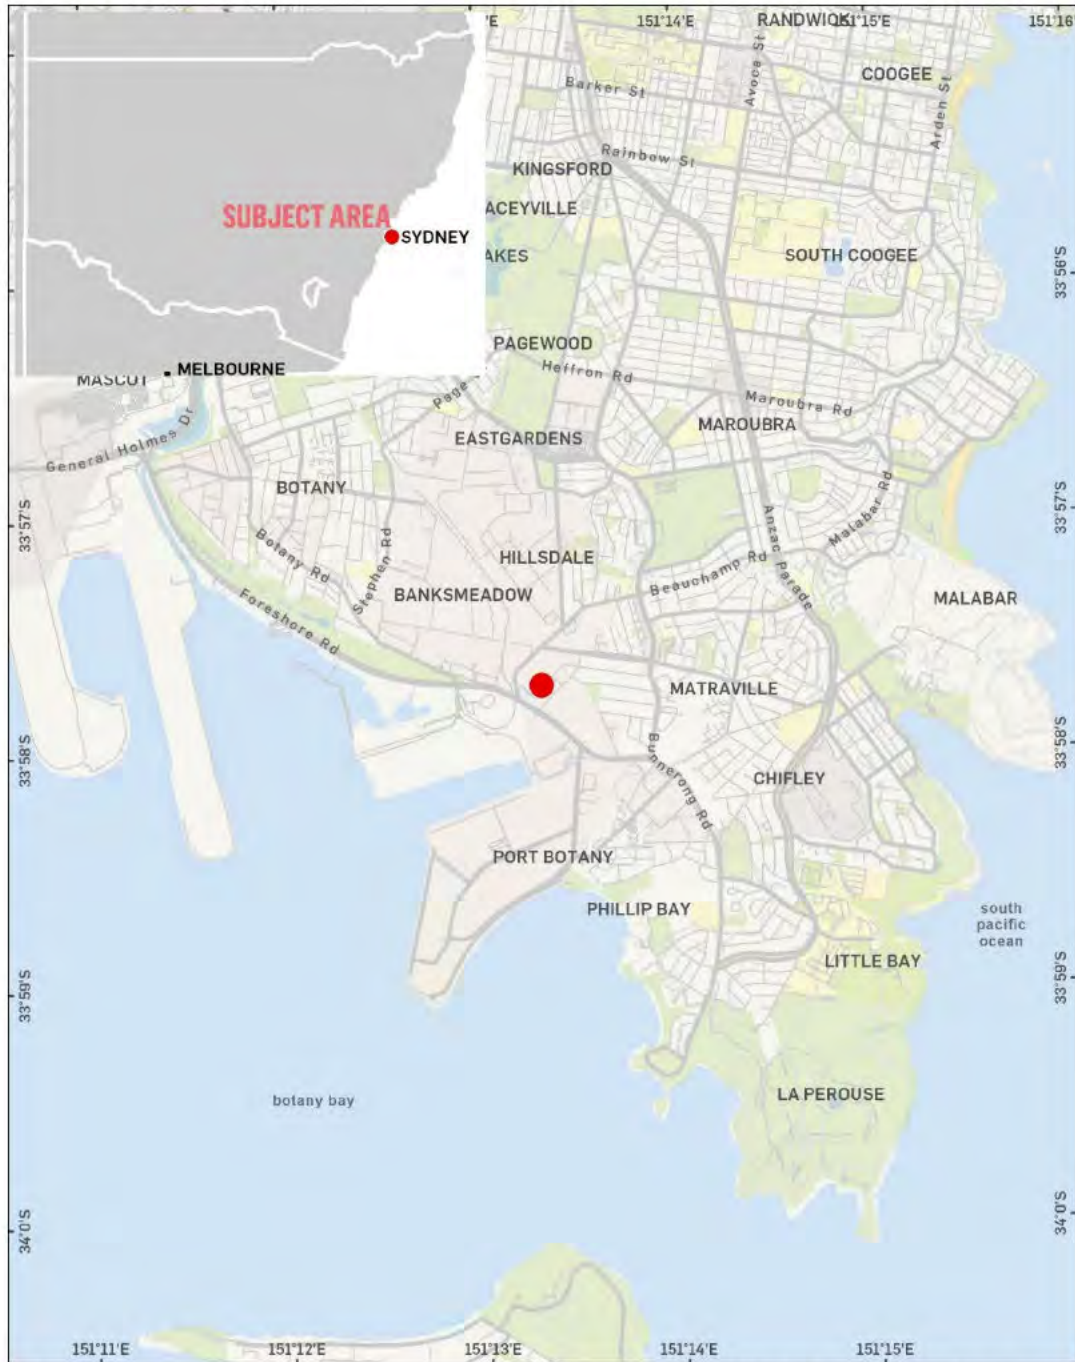 'E
151°14'E
RANDWICK
151°15'E
151°16'
COOGEE
Barker St
Avoca St
Arden St
Rainbow St
KINGSFORD
ACEYVILLE
SUBJECT AREA
SYDNEY
AKES
SOUTH COOGEE
33°56'S
PAGEWOOD
MELBOURNE
MASCOT
Heffron Rd
Page
Maroubra Rd
General Holmes Dr
MAROUBRA
EASTGARDENS
BOTANY
33°57'S
33°57'S
Malabar Rd
Anzac Parade
Botany Rd
Stephen Rd
HILLSDALE
Beauchamp Rd
BANKSMEADOW
MALABAR
Foreshore Rd
MATRAVILLE
33°58'S
33°58'S
Bunnerong Rd
CHIFLEY
PORT BOTANY
PHILLIP BAY
south
pacific
ocean
LITTLE BAY
33°59'S
33°59'S
LA PEROUSE
botany bay
34°0'S
34°0'S
151°11'E
151°12'E
151°13'E
151°14'E
151°15'E